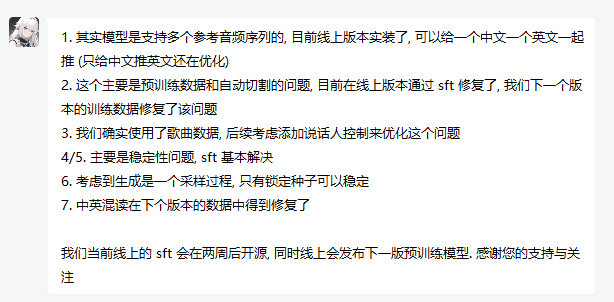 1. 其实模型是支持多个参考音频序列的, 目前线上版本实装了, 可以给一个中文一个英文一起
推 (只给中文推英文还在优化)
2. 这个主要是预训练数据和自动切割的问题, 目前在线上版本通过 sft 修复了, 我们下一个版
本的训练数据修复了该问题
3. 我们确实使用了歌曲数据, 后续考虑添加说话人控制来优化这个问题
4/5. 主要是稳定性问题, sft 基本解决
6. 考虑到生成是一个采样过程, 只有锁定种子可以稳定
7. 中英混读在下个版本的数据中得到修复了
我们当前线上的 sft 会在两周后开源, 同时线上会发布下一版预训练模型. 感谢您的支持与关
注